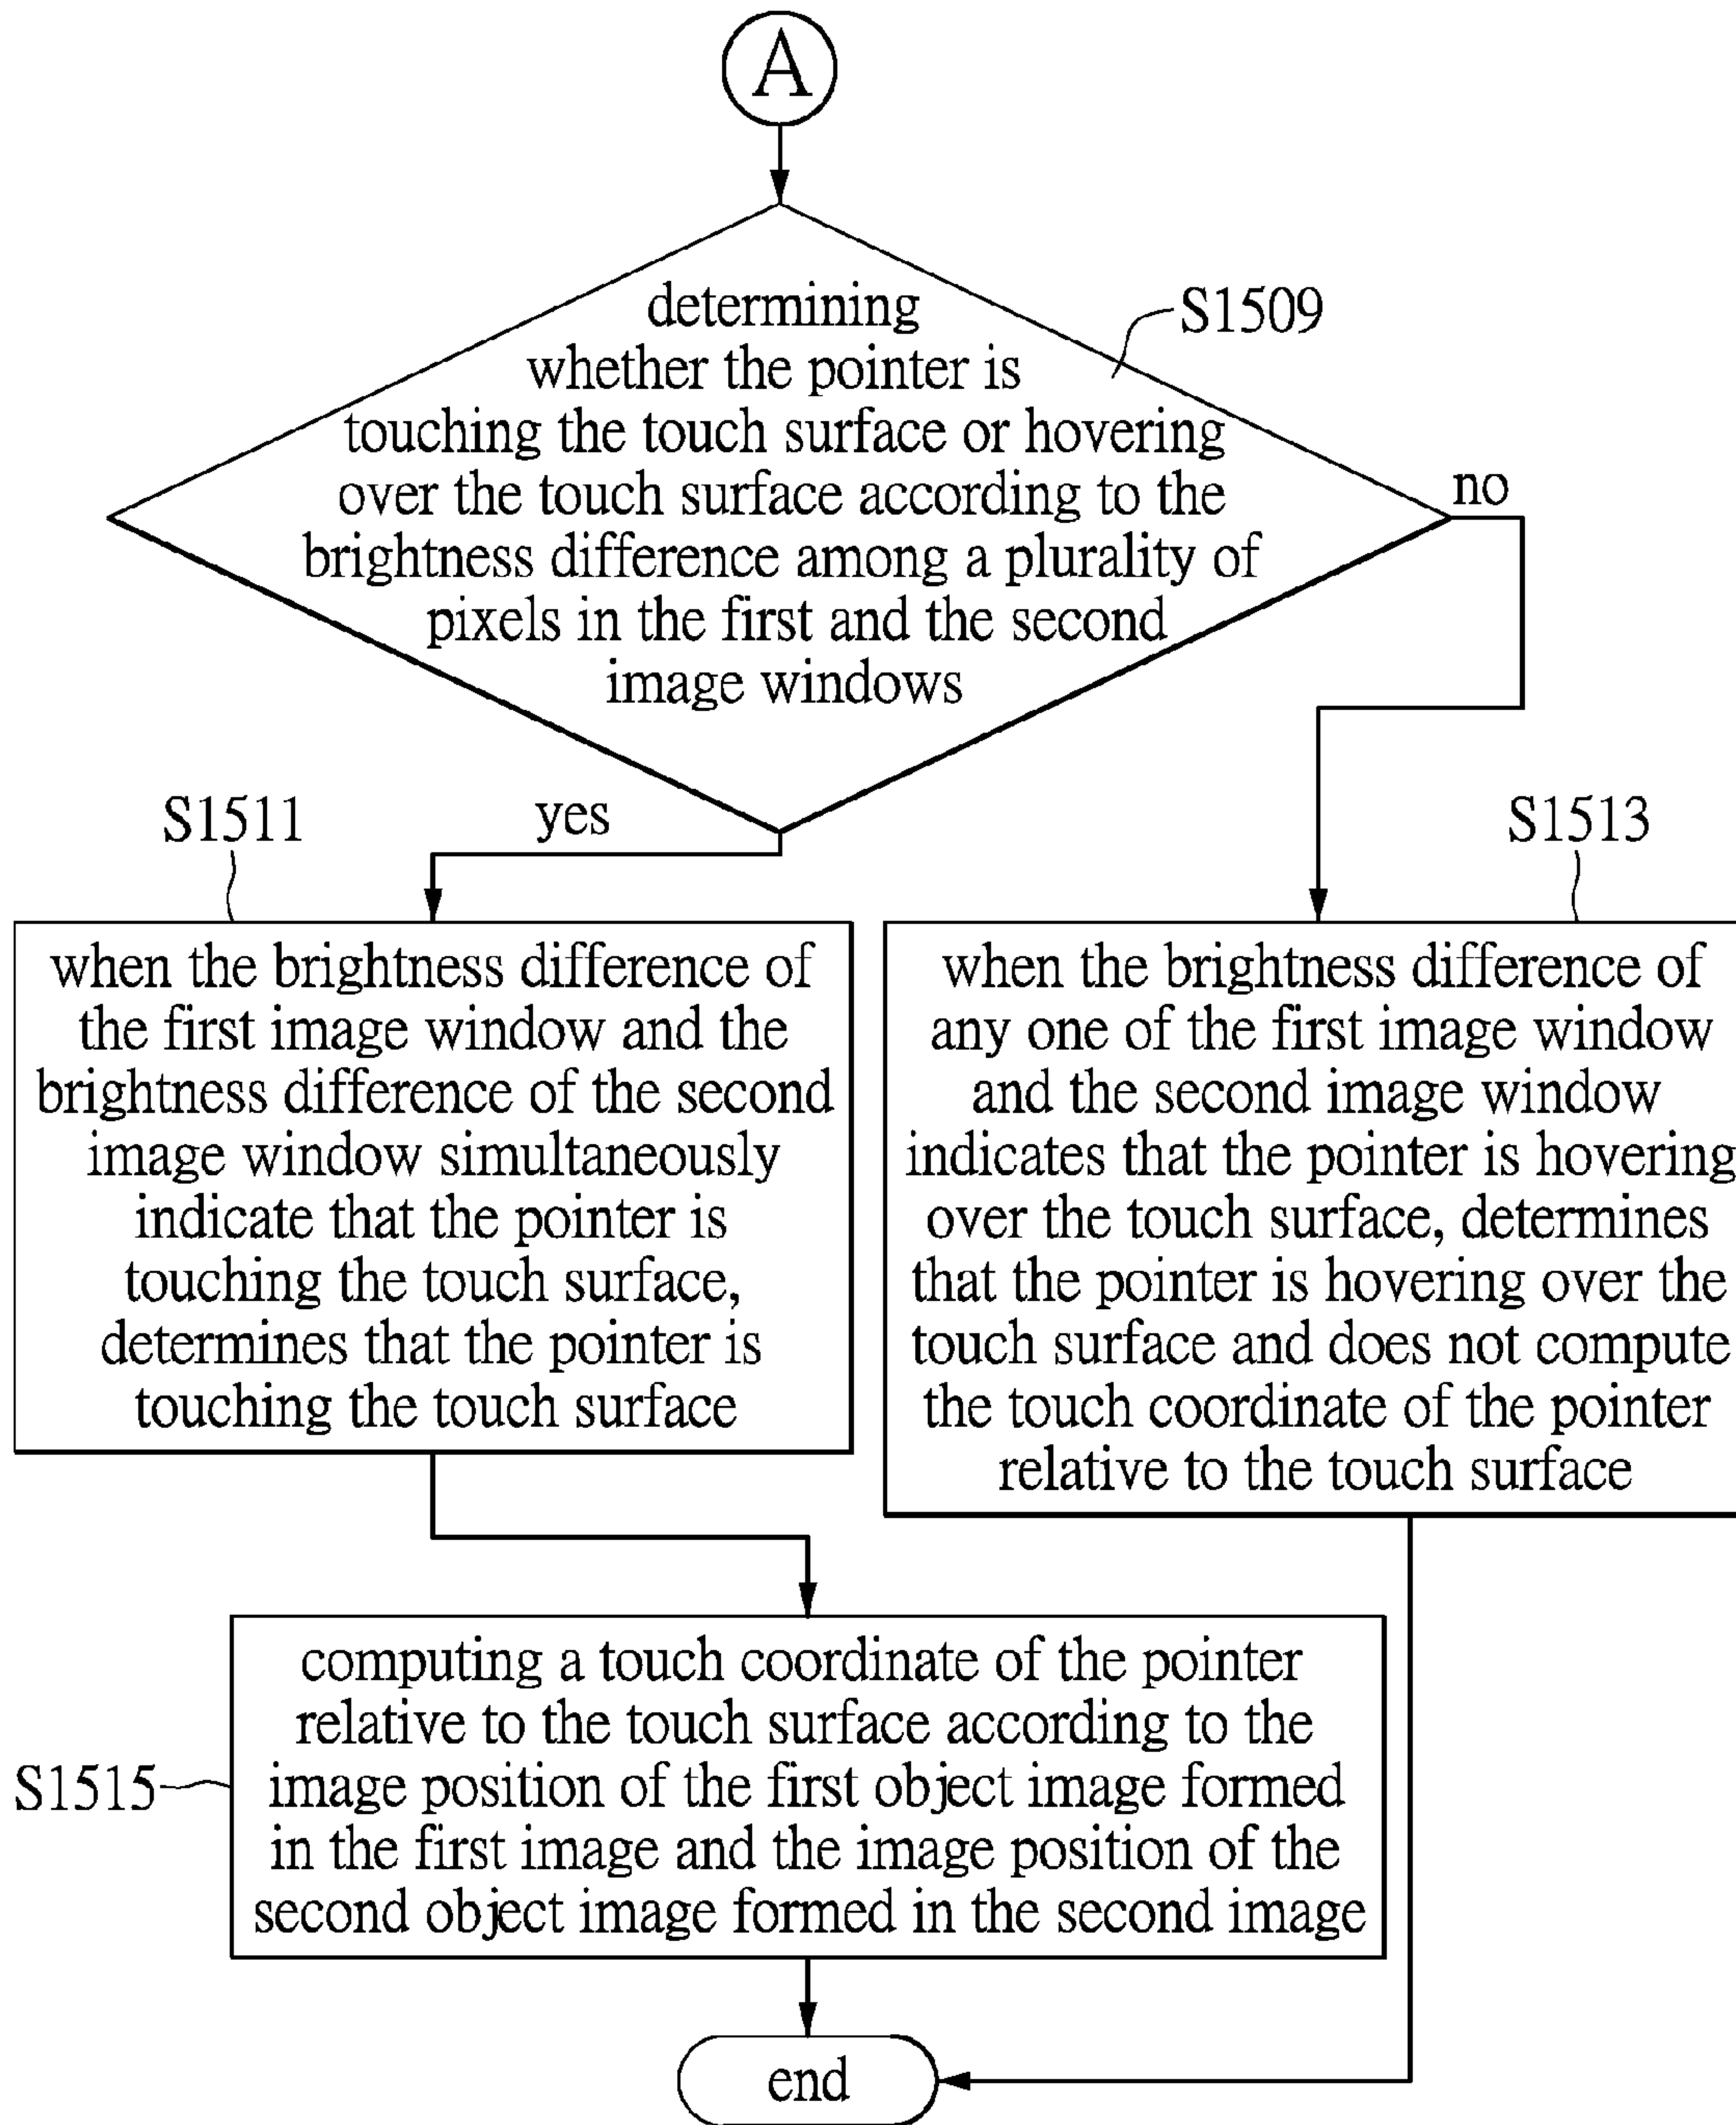 A
determining
whether the pointer is
touching the touch surface or hovering
over the touch surface according to the
brightness difference among a plurality of
pixels in the first and the second
image windows
S1509
no
yes
S1511
when the brightness difference of
the first image window and the
brightness difference of the second
image window simultaneously
indicate that the pointer is
touching the touch surface,
determines that the pointer is
touching the touch surface
S1513
when the brightness difference of
any one of the first image window
and the second image window
indicates that the pointer is hovering
over the touch surface, determines
that the pointer is hovering over the
touch surface and does not compute
the touch coordinate of the pointer
relative to the touch surface
S1515
computing a touch coordinate of the pointer
relative to the touch surface according to the
image position of the first object image formed
in the first image and the image position of the
second object image formed in the second image
end